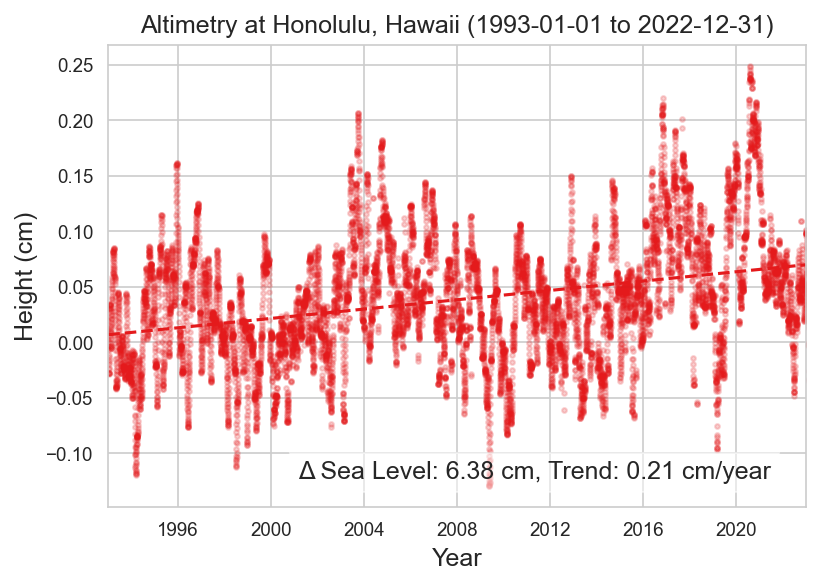 Altimetry at Honolulu, Hawaii (1993-01-01 to 2022-12-31)
Height (cm)
0.25
0.20
0.15
0.10
0.05
0.00
−0.05
−0.10
Δ Sea Level: 6.38 cm, Trend: 0.21 cm/year
1996 2000 2004 2008 2012 2016 2020
Year